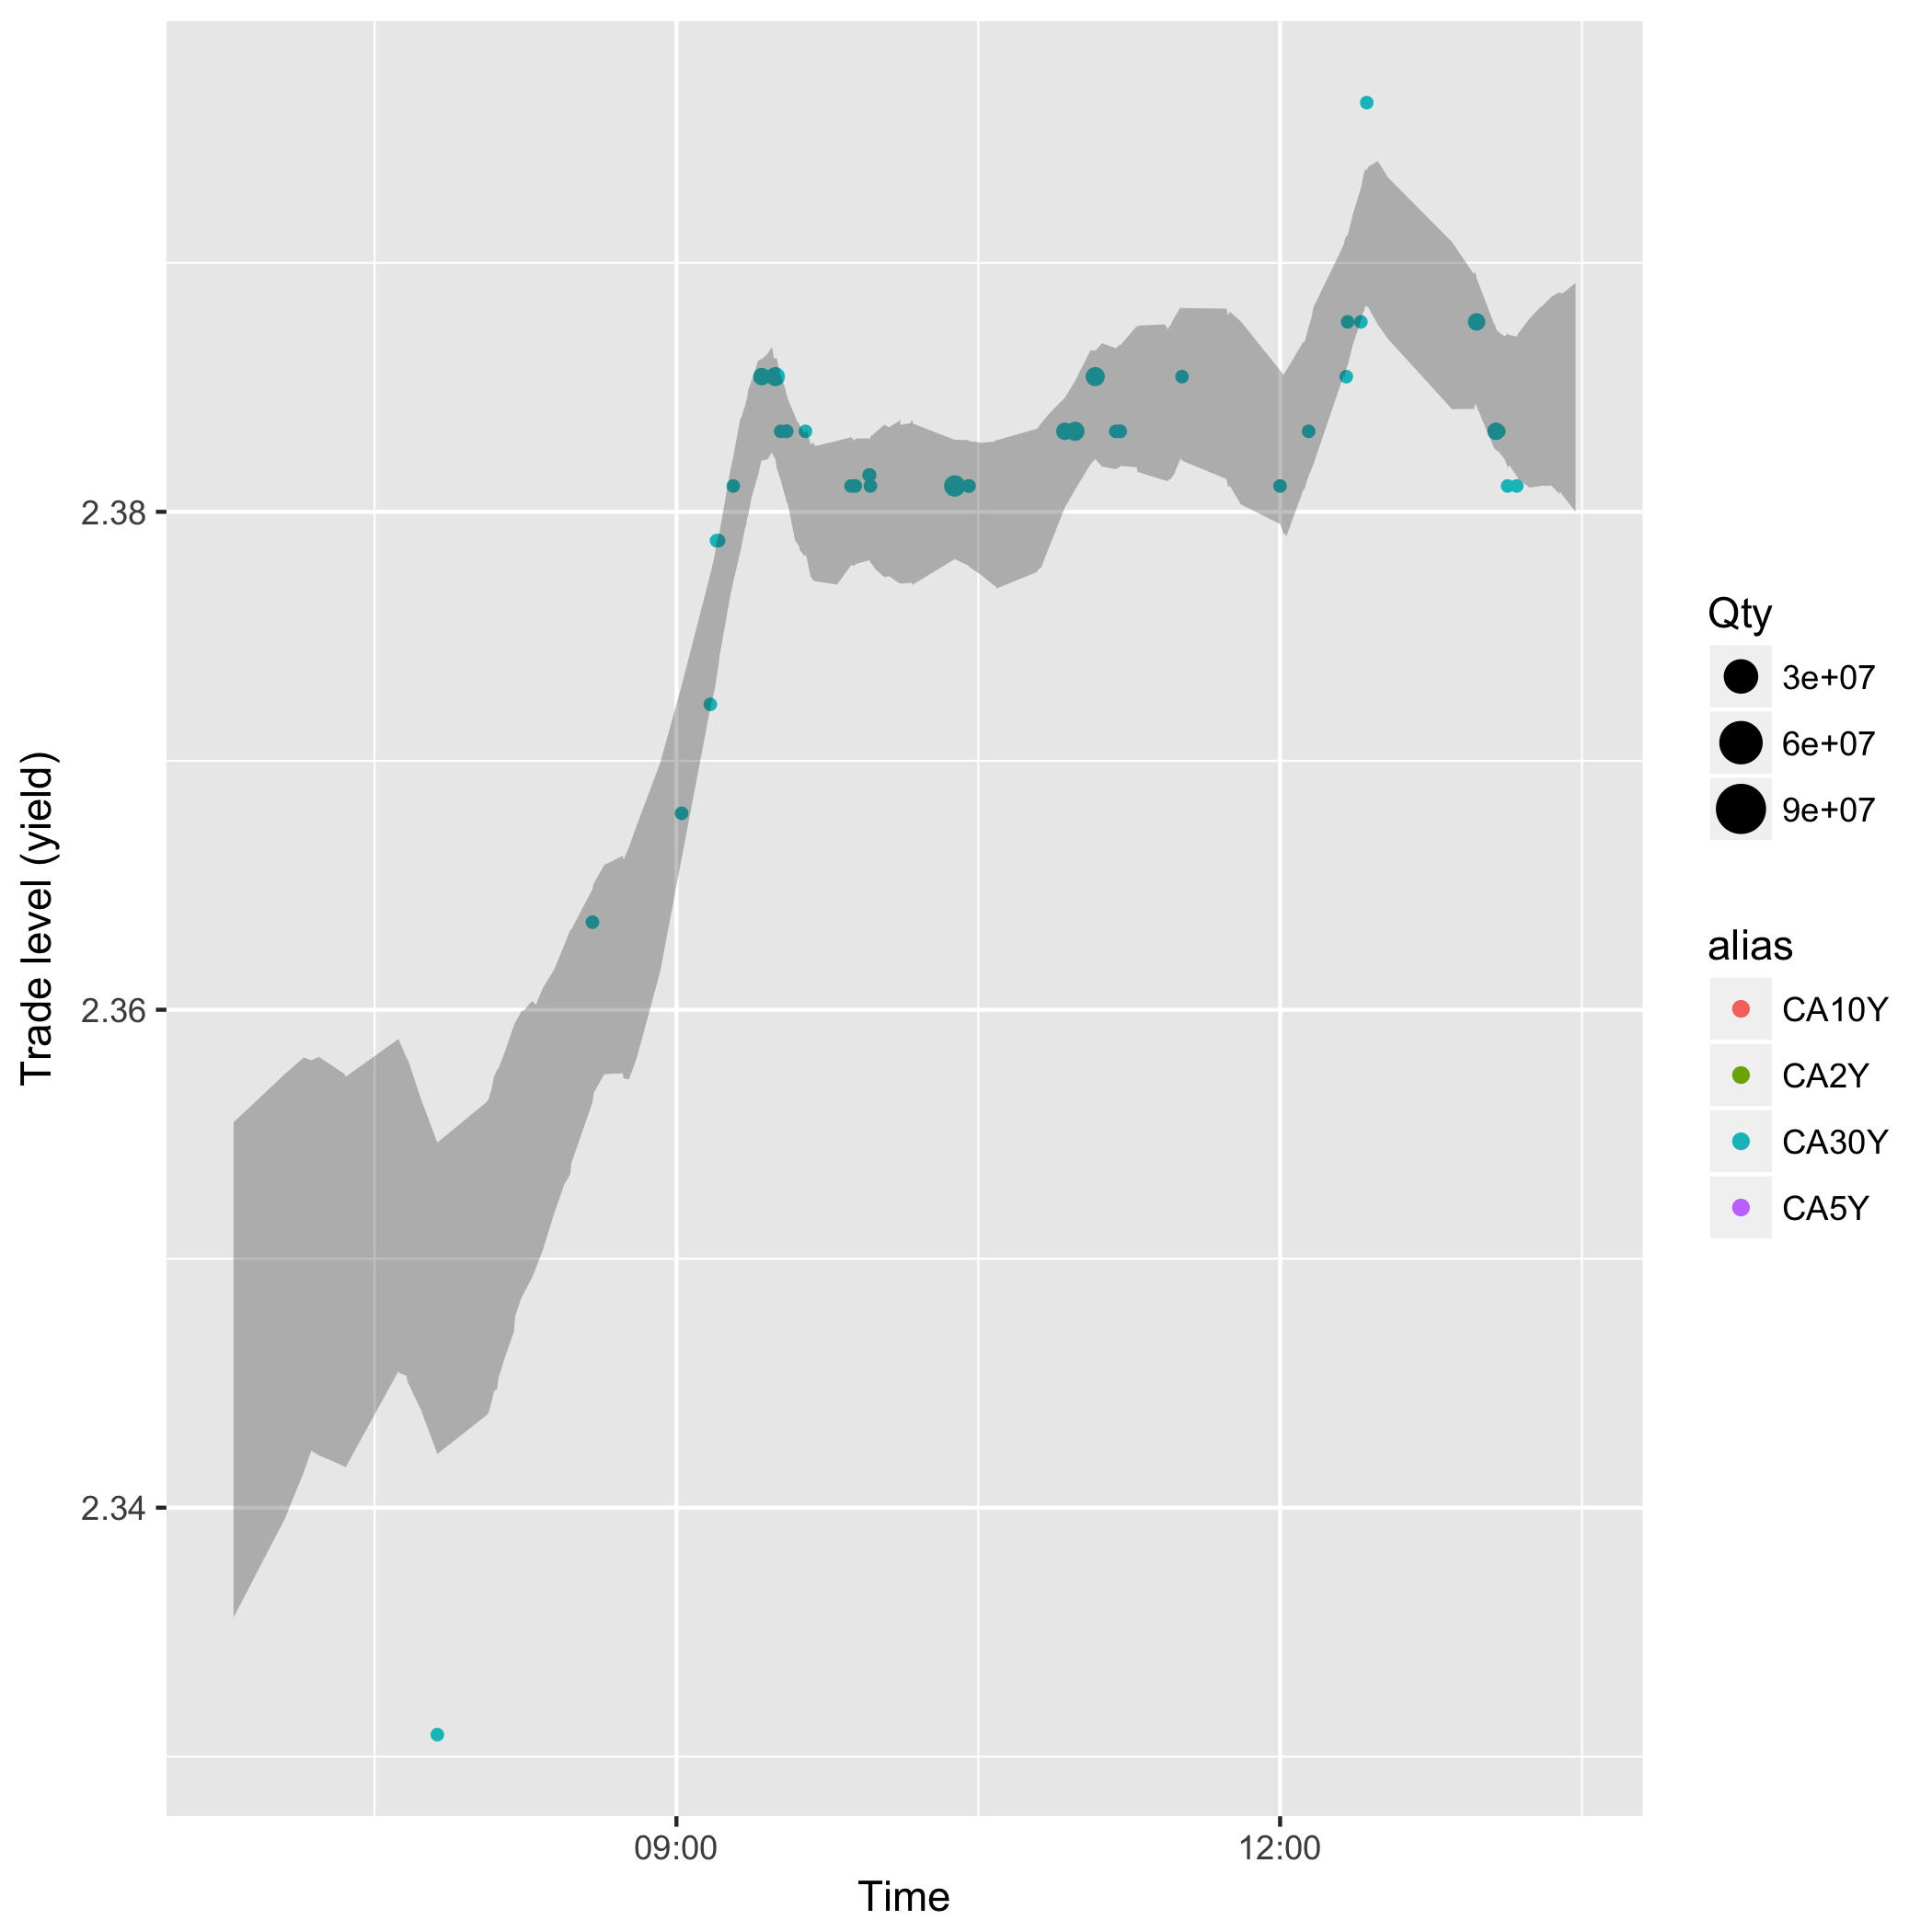 Trade level (yield)
2.38
2.36
2.34
09:00
12:00
Time
Qty
3e+07
6e+07
9e+07
alias
CA10Y
CA2Y
CA30Y
CA5Y